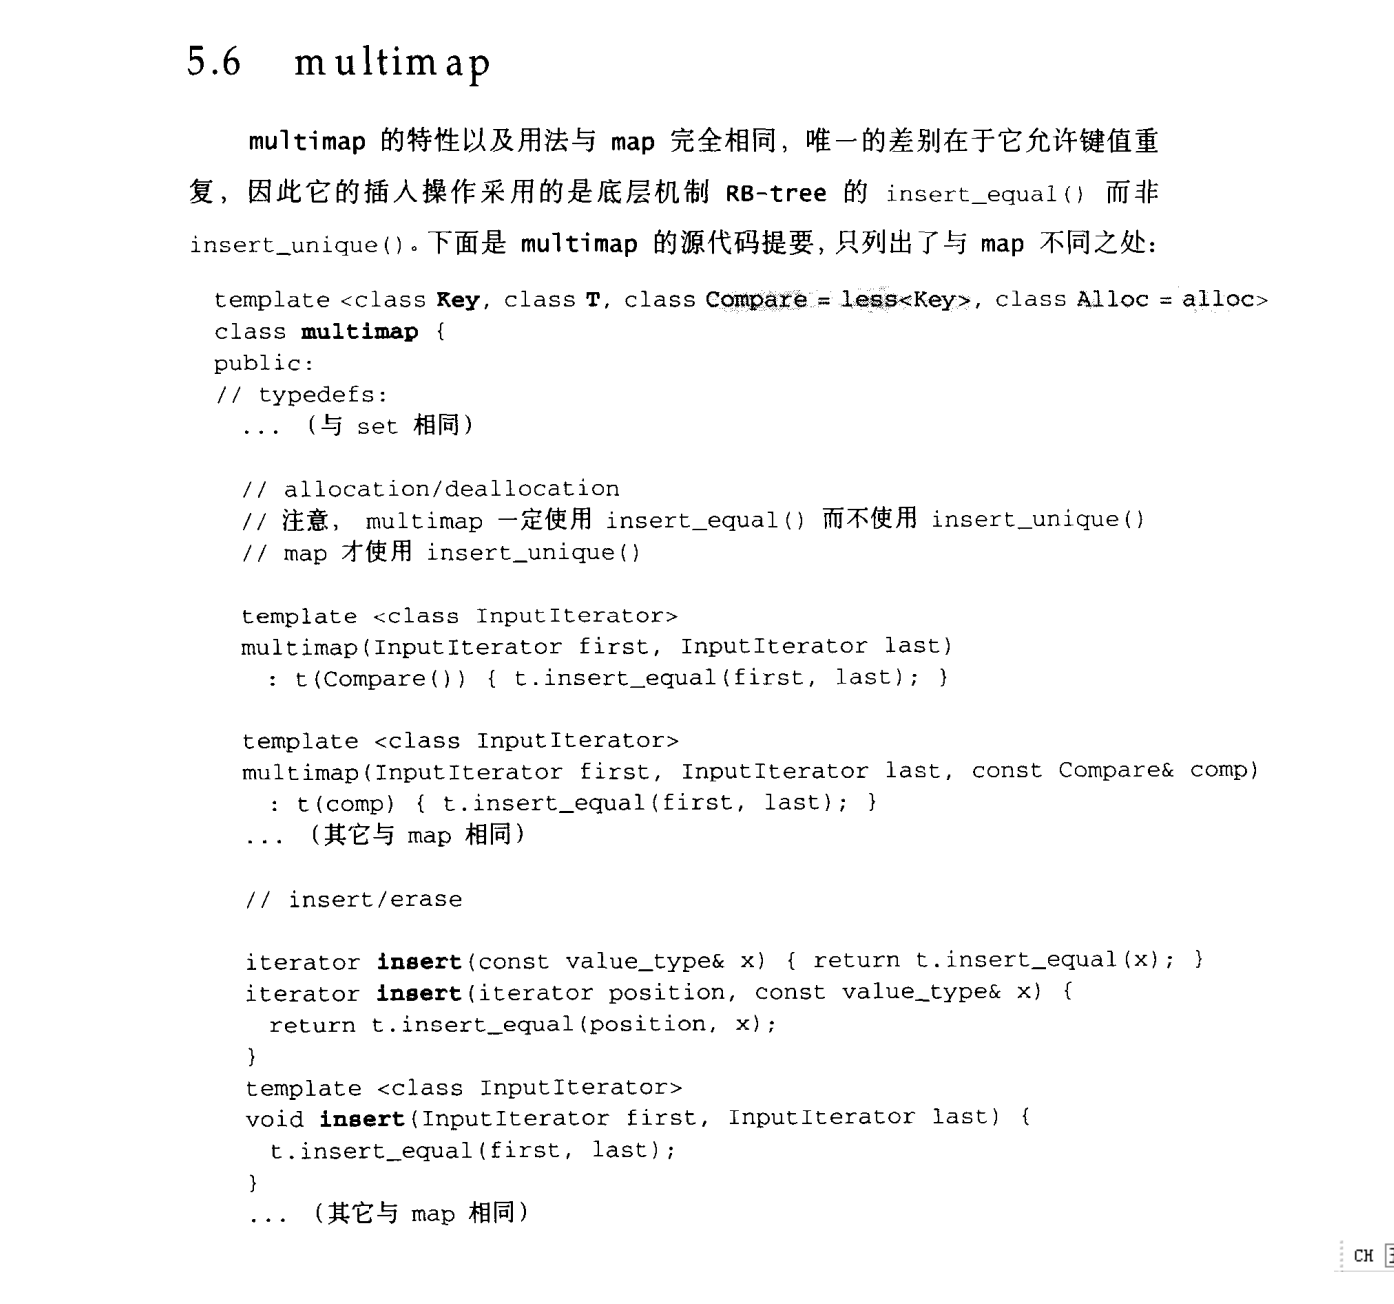 5.6 multimap
multimap 的特性以及用法与 map 完全相同，唯一的差别在于它允许键值重
复，因此它的插入操作采用的是底层机制 RB-tree 的 insert_equal() 而非
insert_unique()。下面是 multimap 的源代码提要，只列出了与 map 不同之处：
template <class Key, class T, class Compare = less<Key>, class Alloc = alloc>
class multimap {
public:
// typedefs:
... （与 set 相同）
// allocation/deallocation
// 注意， multimap 一定使用 insert_equal() 而不使用 insert_unique()
// map 才使用 insert_unique()
template <class InputIterator>
multimap(InputIterator first, InputIterator last)
: t(Compare()) { t.insert_equal(first, last); }
template <class InputIterator>
multimap(InputIterator first, InputIterator last, const Compare& comp)
: t(comp) { t.insert_equal(first, last); }
... （其它与 map 相同）
// insert/erase
iterator insert(const value_type& x) { return t.insert_equal(x); }
iterator insert(iterator position, const value_type& x) {
return t.insert_equal(position, x);
}
template <class InputIterator>
void insert(InputIterator first, InputIterator last) {
t.insert_equal(first, last);
}
... （其它与 map 相同）
CH